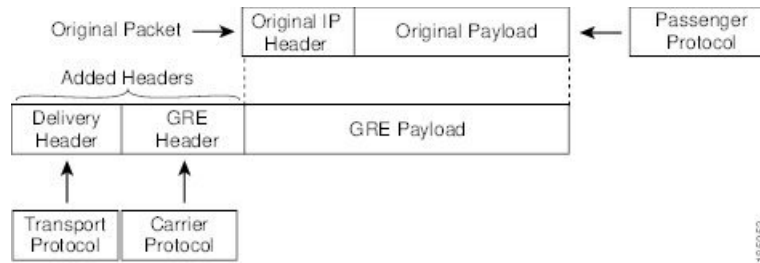 Original Packet
Original IP
Header
Original Payload
Passenger
Protocol
Added Headers
Delivery
Header
GRE
Header
GRE Payload
Transport
Protocol
Carrier
Protocol